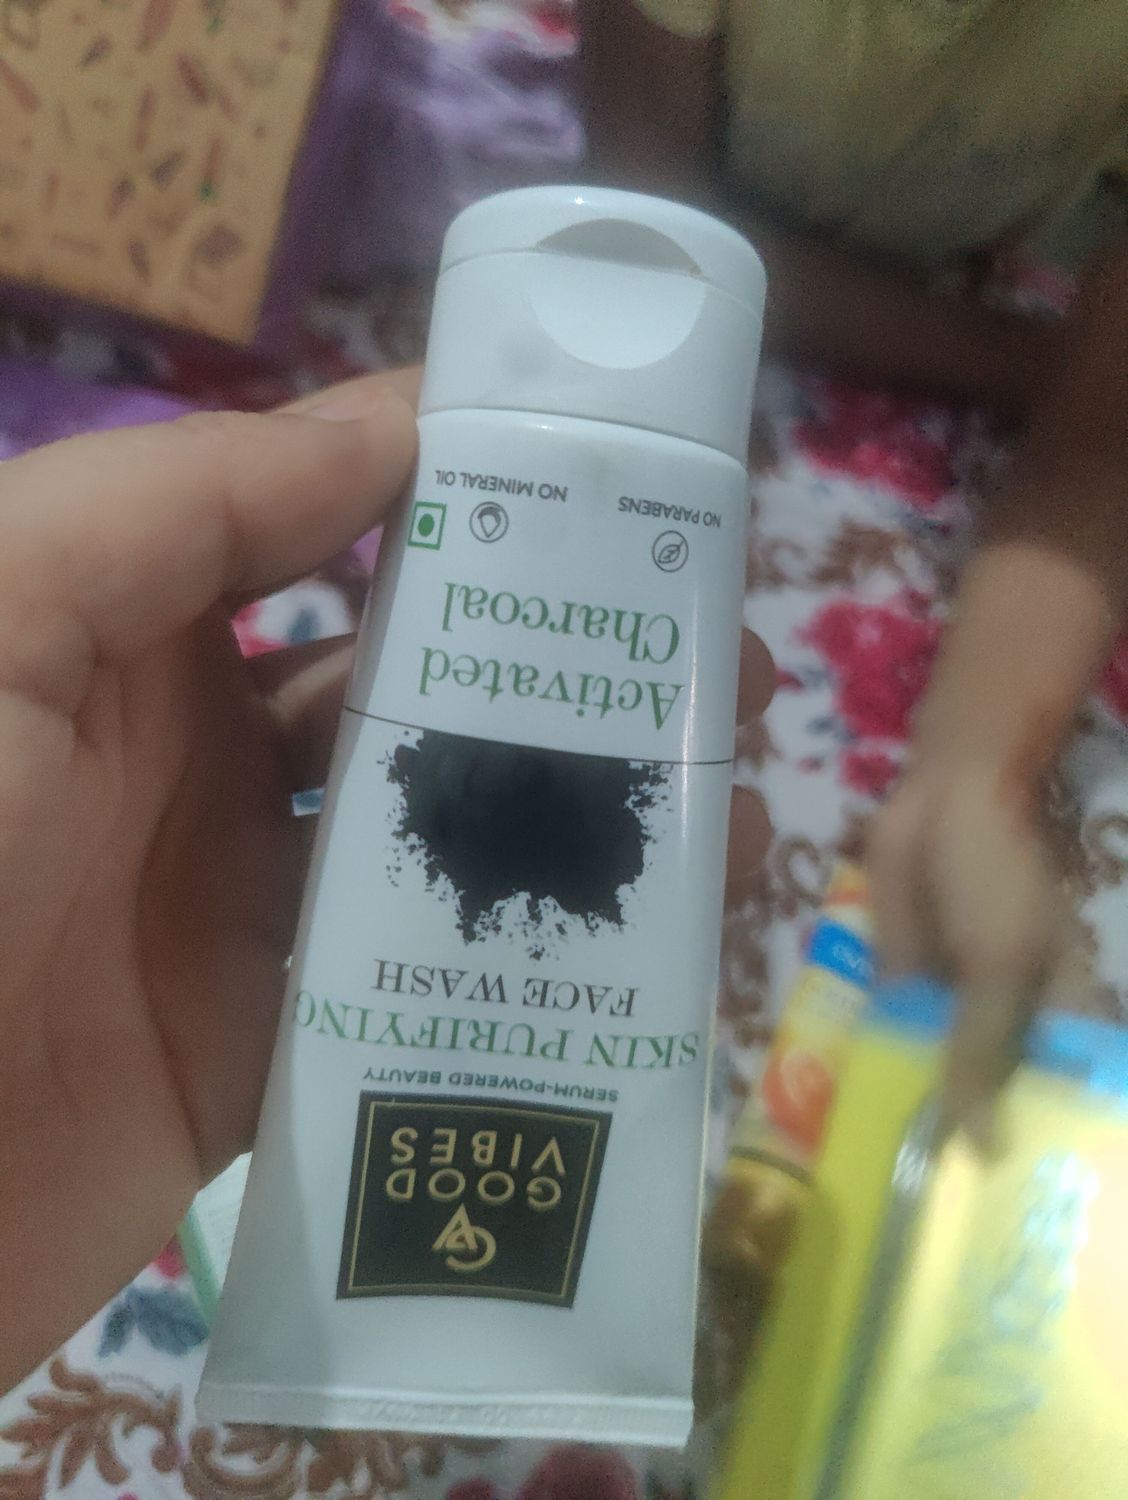 GOOD
VIBES
SERUM-POWERED BEAUTY
SKIN PURIFYING
FACE WASH
Activated
Charcoal
NO PARABENS
NO MINERAL OIL